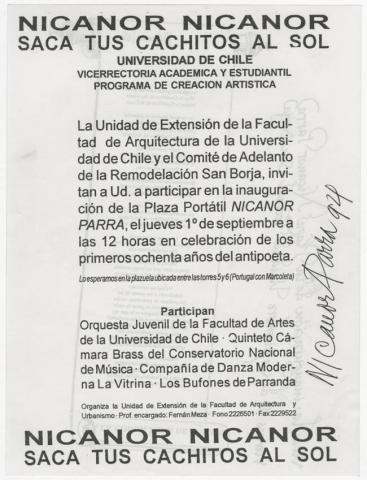 NICANOR NICANOR
SACA TUS CACHITOS AL SOL
UNIVERSIDAD DE CHILE
VICERRECTORIA ACADEMICA Y ESTUDIANTIL
PROGRAMA DE CREACION ARTISTICA
La Unidad de Extensión de la Facul-
tad de Arquitectura de la Universi-
dad de Chile y el Comité de Adelanto
de la Remodelación San Borja, invi-
tan a Ud. a participar en la inaugura-
ción de la Plaza Portátil NICANOR
PARRA, el jueves 1º de septiembre a
las 12 horas en celebración de los
primeros ochenta años del antipoeta.
Lo esperamos en la plazuela ubicada entre las torres 5 y 6 (Portugal con Marcoleta)
Participan
Orquesta Juvenil de la Facultad de Artes
de la Universidad de Chile · Quinteto Cá-
mara Brass del Conservatorio Nacional
de Música · Compañía de Danza Moder-
na La Vitrina · Los Bufones de Parranda
Organiza la Unidad de Extensión de la Facultad de Arquitectura y
Urbanismo · Prof. encargado: Fernán Meza · Fono 2226501 · Fax 2229522
NICANOR NICANOR
SACA TUS CACHITOS AL SOL
Nicanor Parra 94